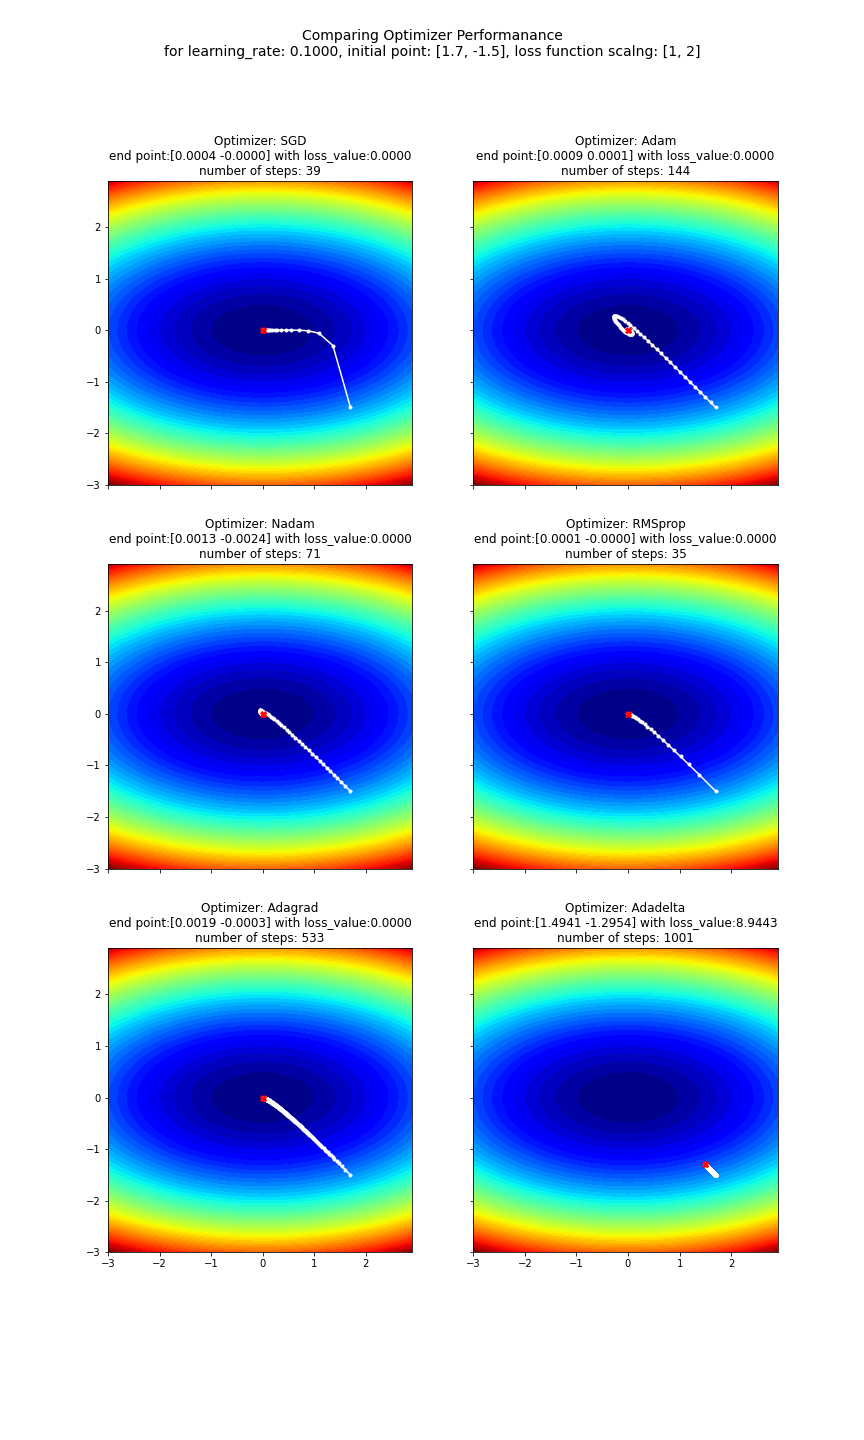 Comparing Optimizer Performanance
for learning_rate: 0.1000, initial point: [1.7, -1.5], loss function scalng: [1, 2]
Optimizer: SGD
end point:[0.0004 -0.0000] with loss_value:0.0000
number of steps: 39
Optimizer: Adam
end point:[0.0009 0.0001] with loss_value:0.0000
number of steps: 144
2
1
0
−1
−2
−3
Optimizer: Nadam
end point:[0.0013 -0.0024] with loss_value:0.0000
number of steps: 71
Optimizer: RMSprop
end point:[0.0001 -0.0000] with loss_value:0.0000
number of steps: 35
2
1
0
−1
−2
−3
Optimizer: Adagrad
end point:[0.0019 -0.0003] with loss_value:0.0000
number of steps: 533
Optimizer: Adadelta
end point:[1.4941 -1.2954] with loss_value:8.9443
number of steps: 1001
2
1
0
−1
−2
−3
−3 −2 −1 0 1 2
−3 −2 −1 0 1 2